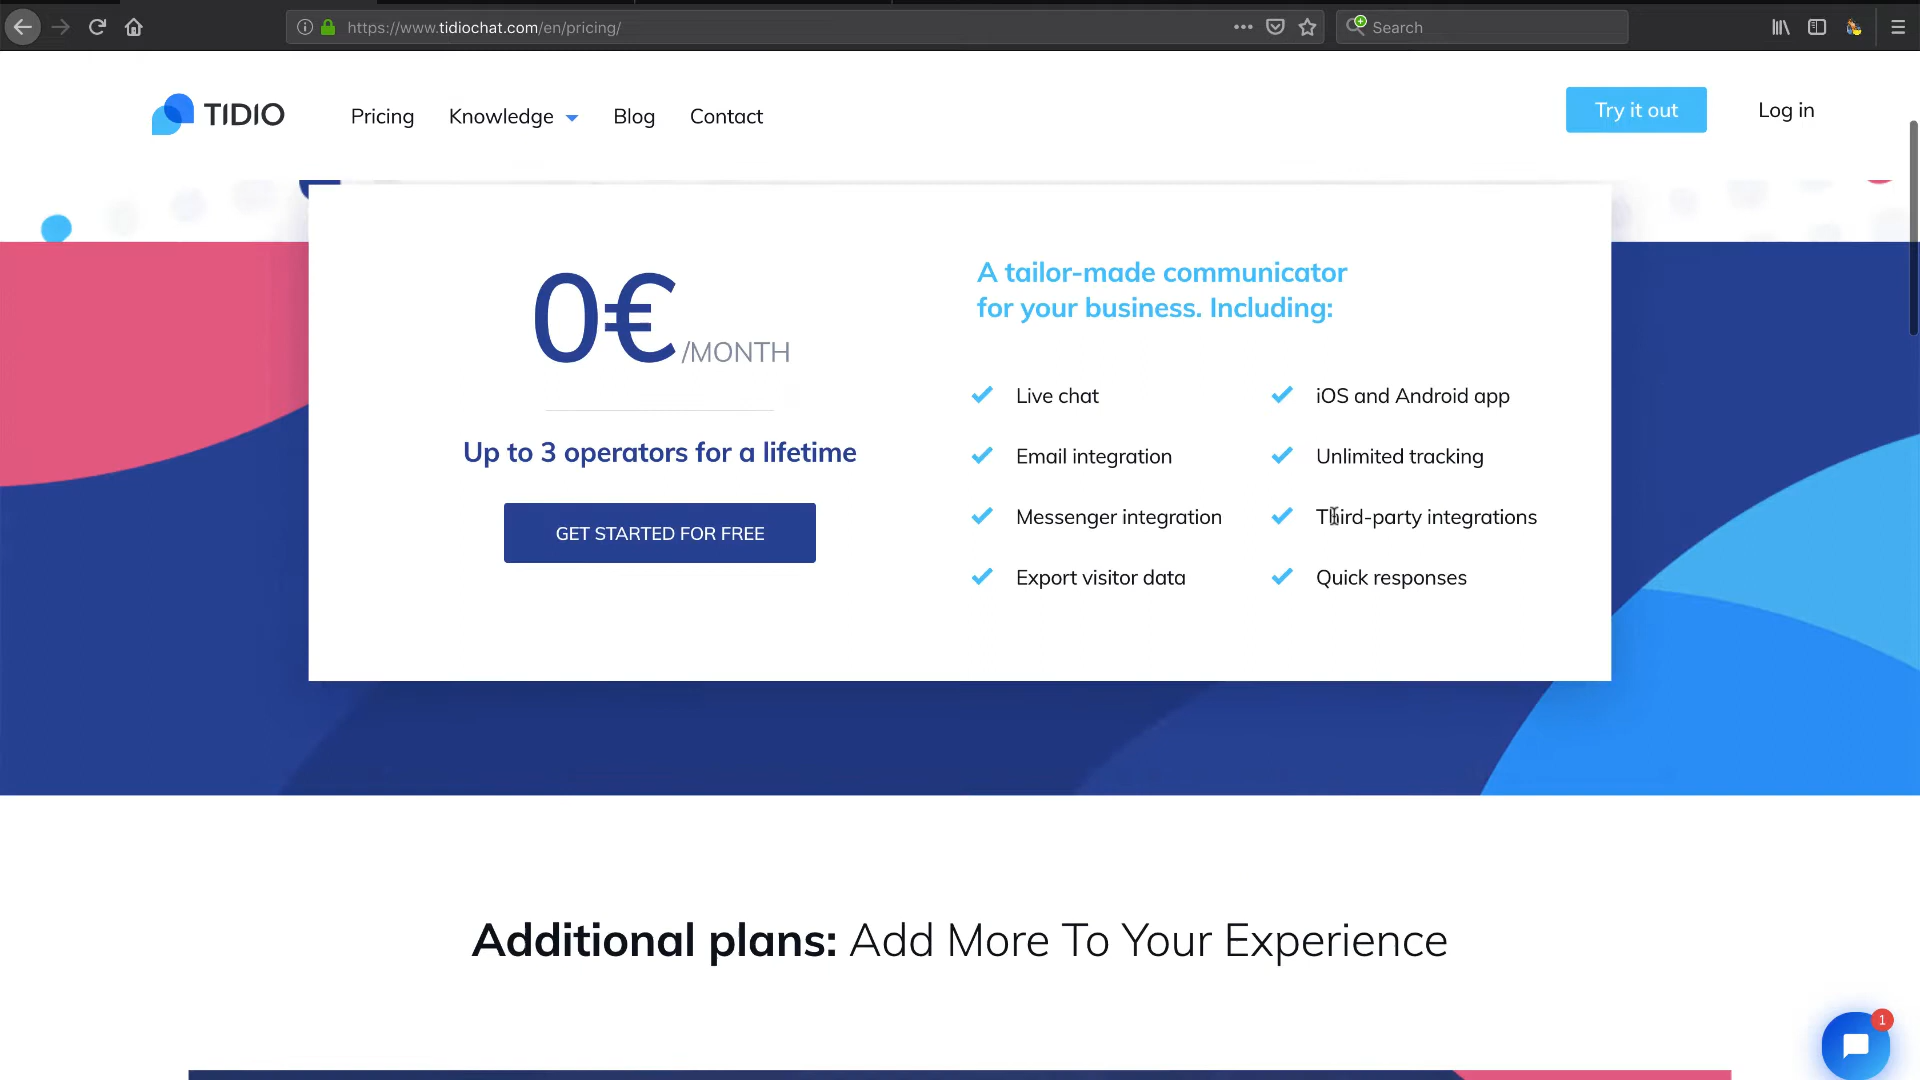 https://www.tidiochat.com/en/pricing/
Search
TIDIO
Pricing
Knowledge
Blog
Contact
Try it out
Log in
0€/MONTH
Up to 3 operators for a lifetime
GET STARTED FOR FREE
A tailor-made communicator
for your business. Including:
Live chat
iOS and Android app
Email integration
Unlimited tracking
Messenger integration
Third-party integrations
Export visitor data
Quick responses
Additional plans: Add More To Your Experience
1